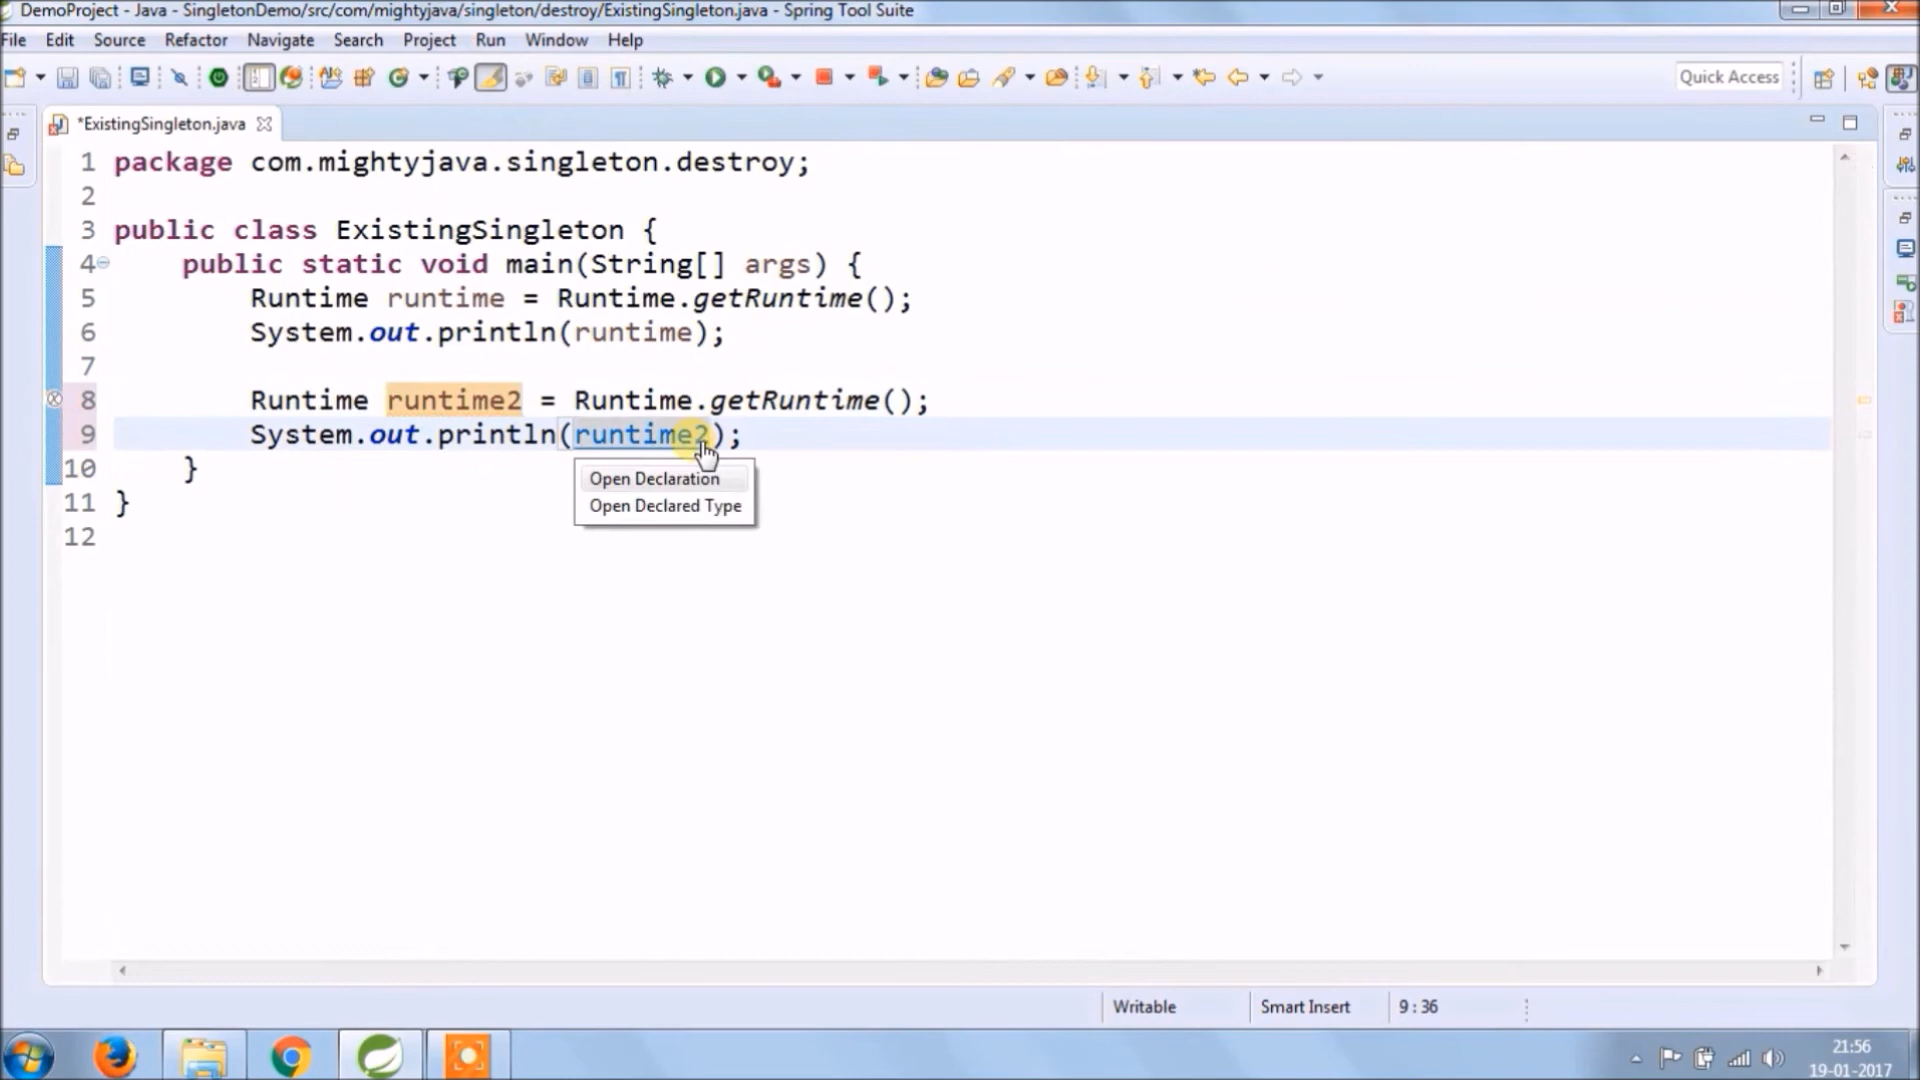 DemoProject - Java - SingletonDemo/src/com/mightyjava/singleton/destroy/ExistingSingleton.java - Spring Tool Suite
File Edit Source Refactor Navigate Search Project Run Window Help
Quick Access
*ExistingSingleton.java
1 package com.mightyjava.singleton.destroy;
2
3 public class ExistingSingleton {
4 public static void main(String[] args) {
5 Runtime runtime = Runtime.getRuntime();
6 System.out.println(runtime);
7
8 Runtime runtime2 = Runtime.getRuntime();
9 System.out.println(runtime2);
10 }
11 }
12
Open Declaration
Open Declared Type
Writable Smart Insert 9 : 36
21:56
19-01-2017